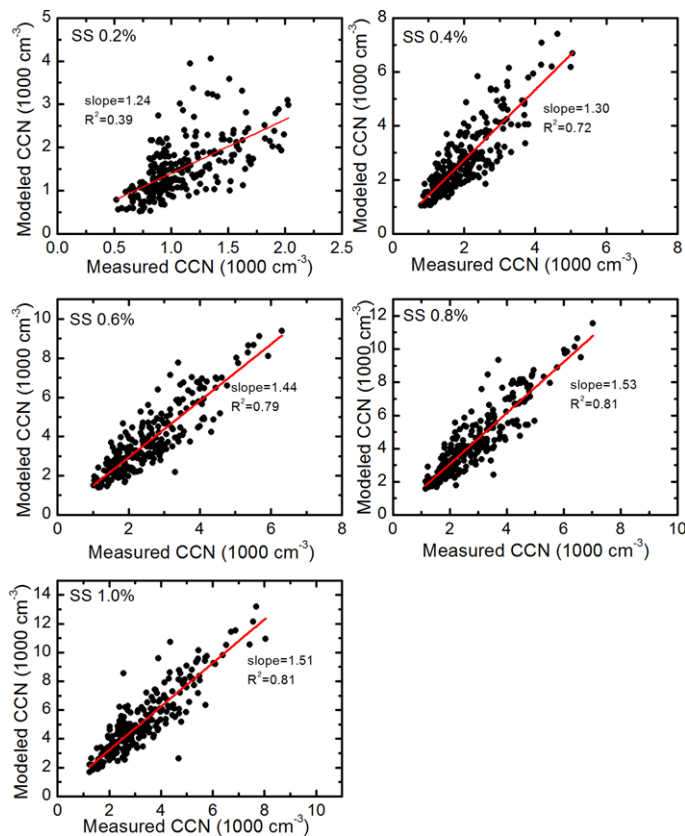 SS 0.2%
slope=1.24
R²=0.39
Modeled CCN (1000 cm⁻³)
5
4
3
2
1
0
0.0 0.5 1.0 1.5 2.0 2.5
Measured CCN (1000 cm⁻³)
SS 0.4%
slope=1.30
R²=0.72
Modeled CCN (1000 cm⁻³)
8
6
4
2
0
0 2 4 6 8
Measured CCN (1000 cm⁻³)
SS 0.6%
slope=1.44
R²=0.79
Modeled CCN (1000 cm⁻³)
10
8
6
4
2
0
0 2 4 6 8
Measured CCN (1000 cm⁻³)
SS 0.8%
slope=1.53
R²=0.81
Modeled CCN (1000 cm⁻³)
12
10
8
6
4
2
0
0 2 4 6 8 10
Measured CCN (1000 cm⁻³)
SS 1.0%
slope=1.51
R²=0.81
Modeled CCN (1000 cm⁻³)
14
12
10
8
6
4
2
0
0 2 4 6 8 10
Measured CCN (1000 cm⁻³)